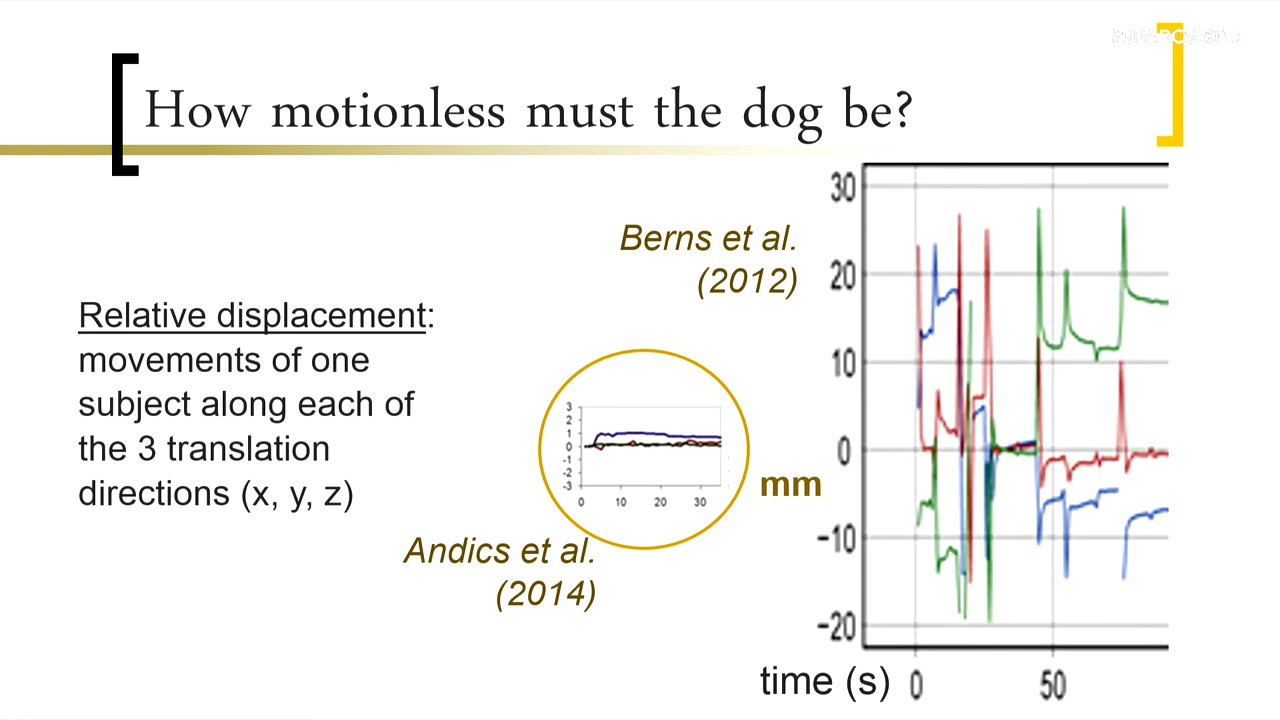 How motionless must the dog be?
Berns et al.
(2012)
Relative displacement:
movements of one
subject along each of
the 3 translation
directions (x, y, z)
Andics et al.
(2014)
3
2
1
0
-1
-2
-3
0 10 20 30
mm
30
20
10
0
-10
-20
time (s) 0 50